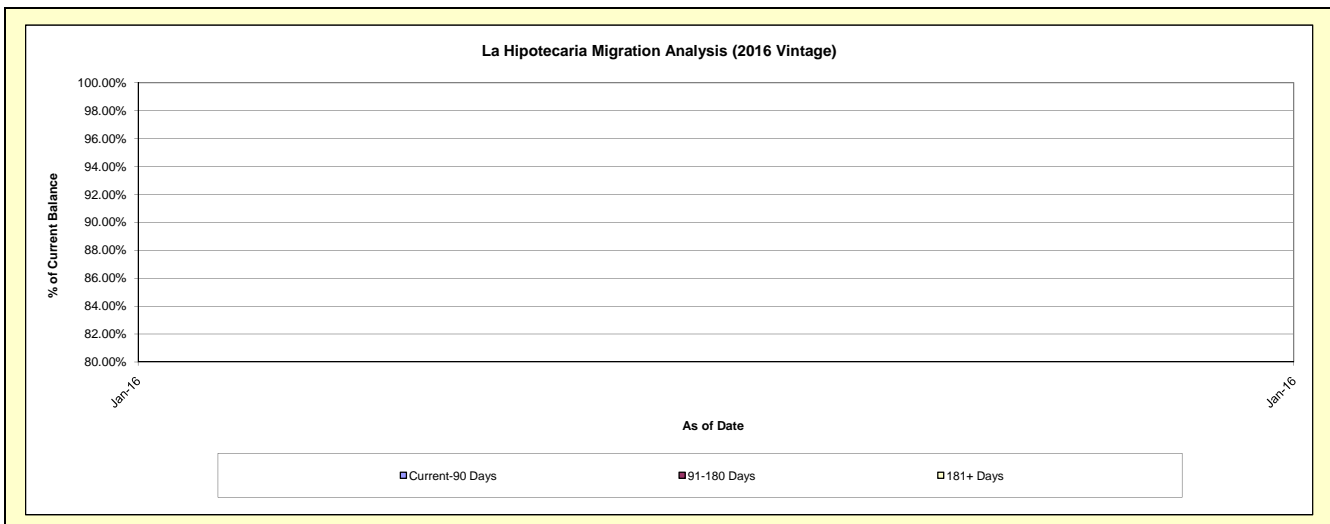 La Hipotecaria Migration Analysis (2016 Vintage)
100.00%
98.00%
96.00%
94.00%
92.00%
90.00%
88.00%
86.00%
84.00%
82.00%
80.00%
% of Current Balance
Jan-16
Jan-16
As of Date
Current-90 Days
91-180 Days
181+ Days